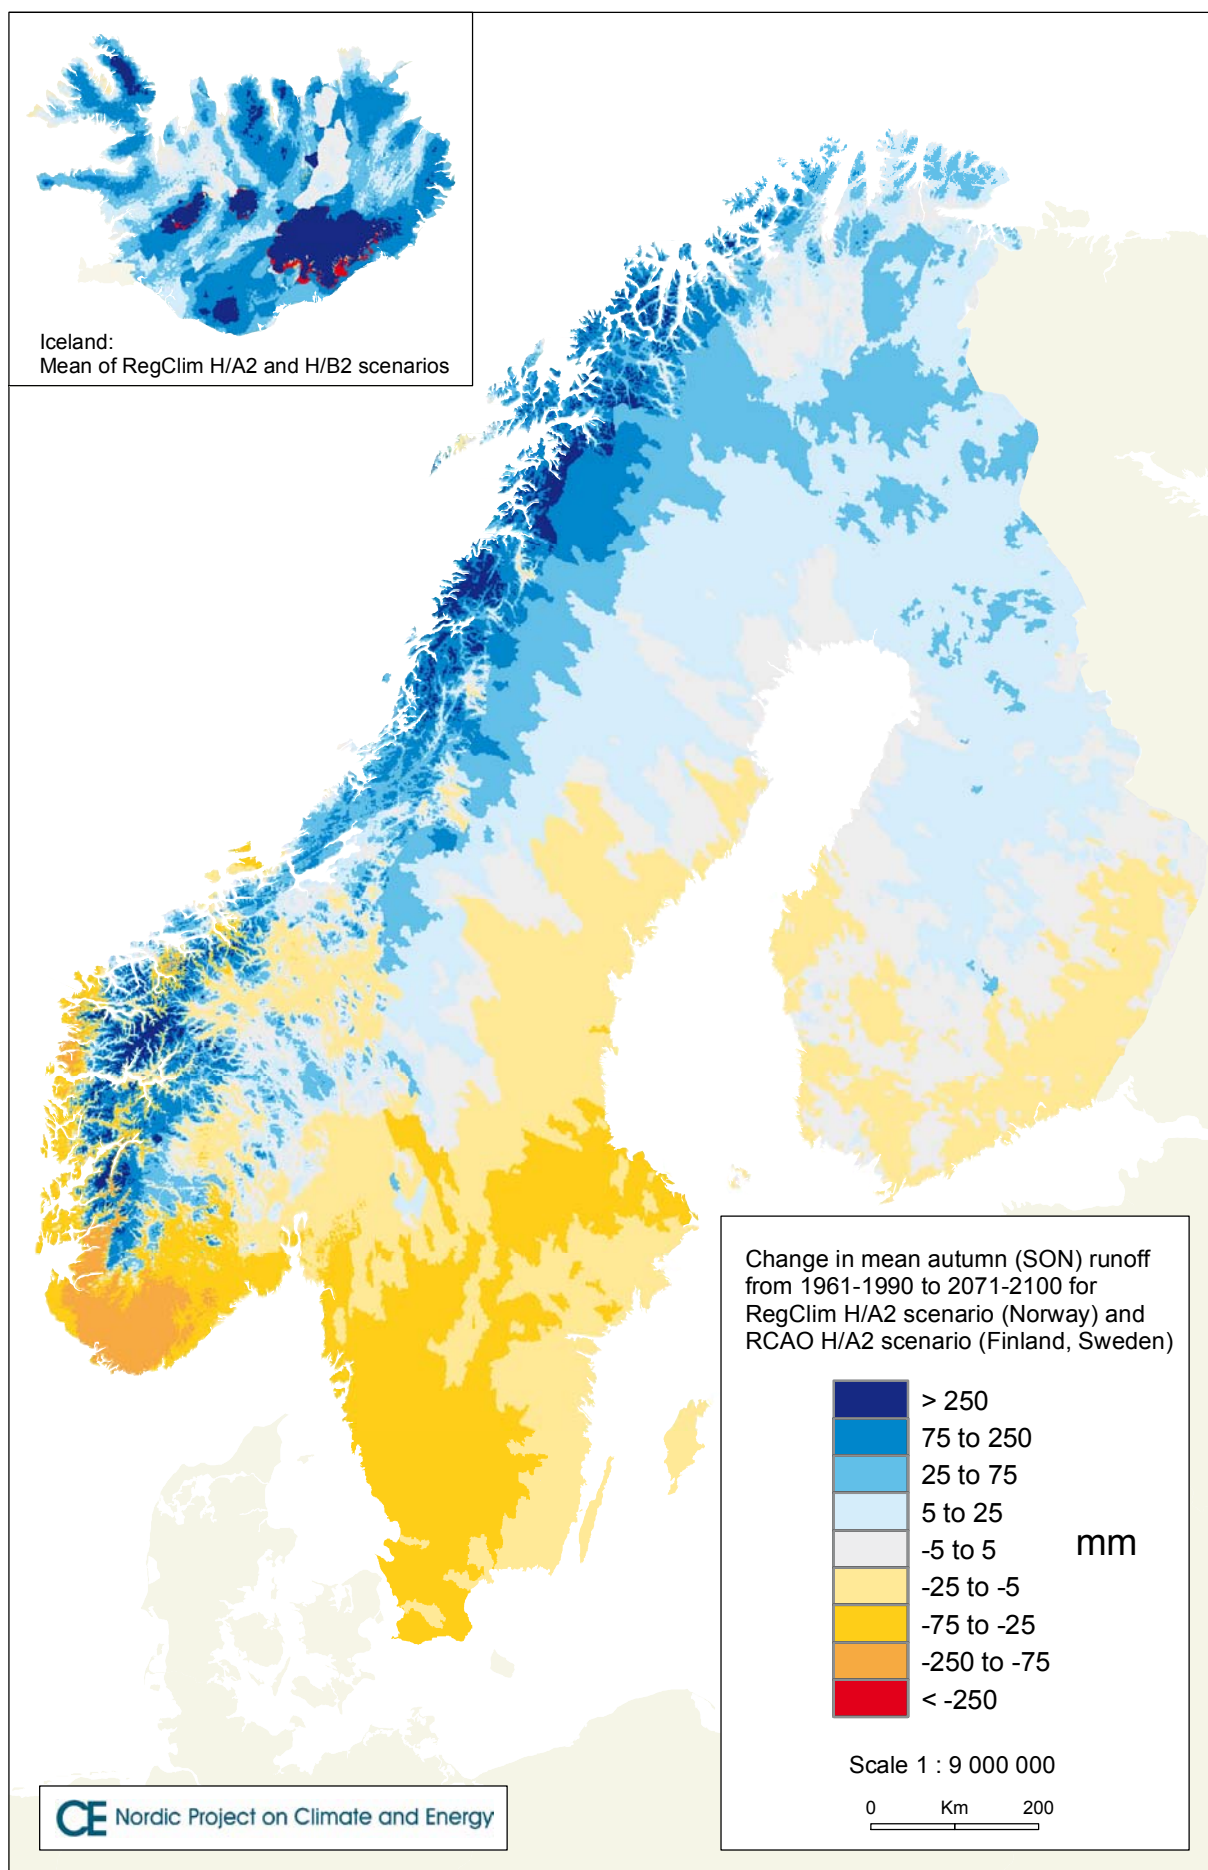 Iceland:
Mean of RegClim H/A2 and H/B2 scenarios
Change in mean autumn (SON) runoff
from 1961-1990 to 2071-2100 for
RegClim H/A2 scenario (Norway) and
RCAO H/A2 scenario (Finland, Sweden)
> 250
75 to 250
25 to 75
5 to 25
-5 to 5
mm
-25 to -5
-75 to -25
-250 to -75
< -250
Scale 1 : 9 000 000
0 Km 200
CE Nordic Project on Climate and Energy